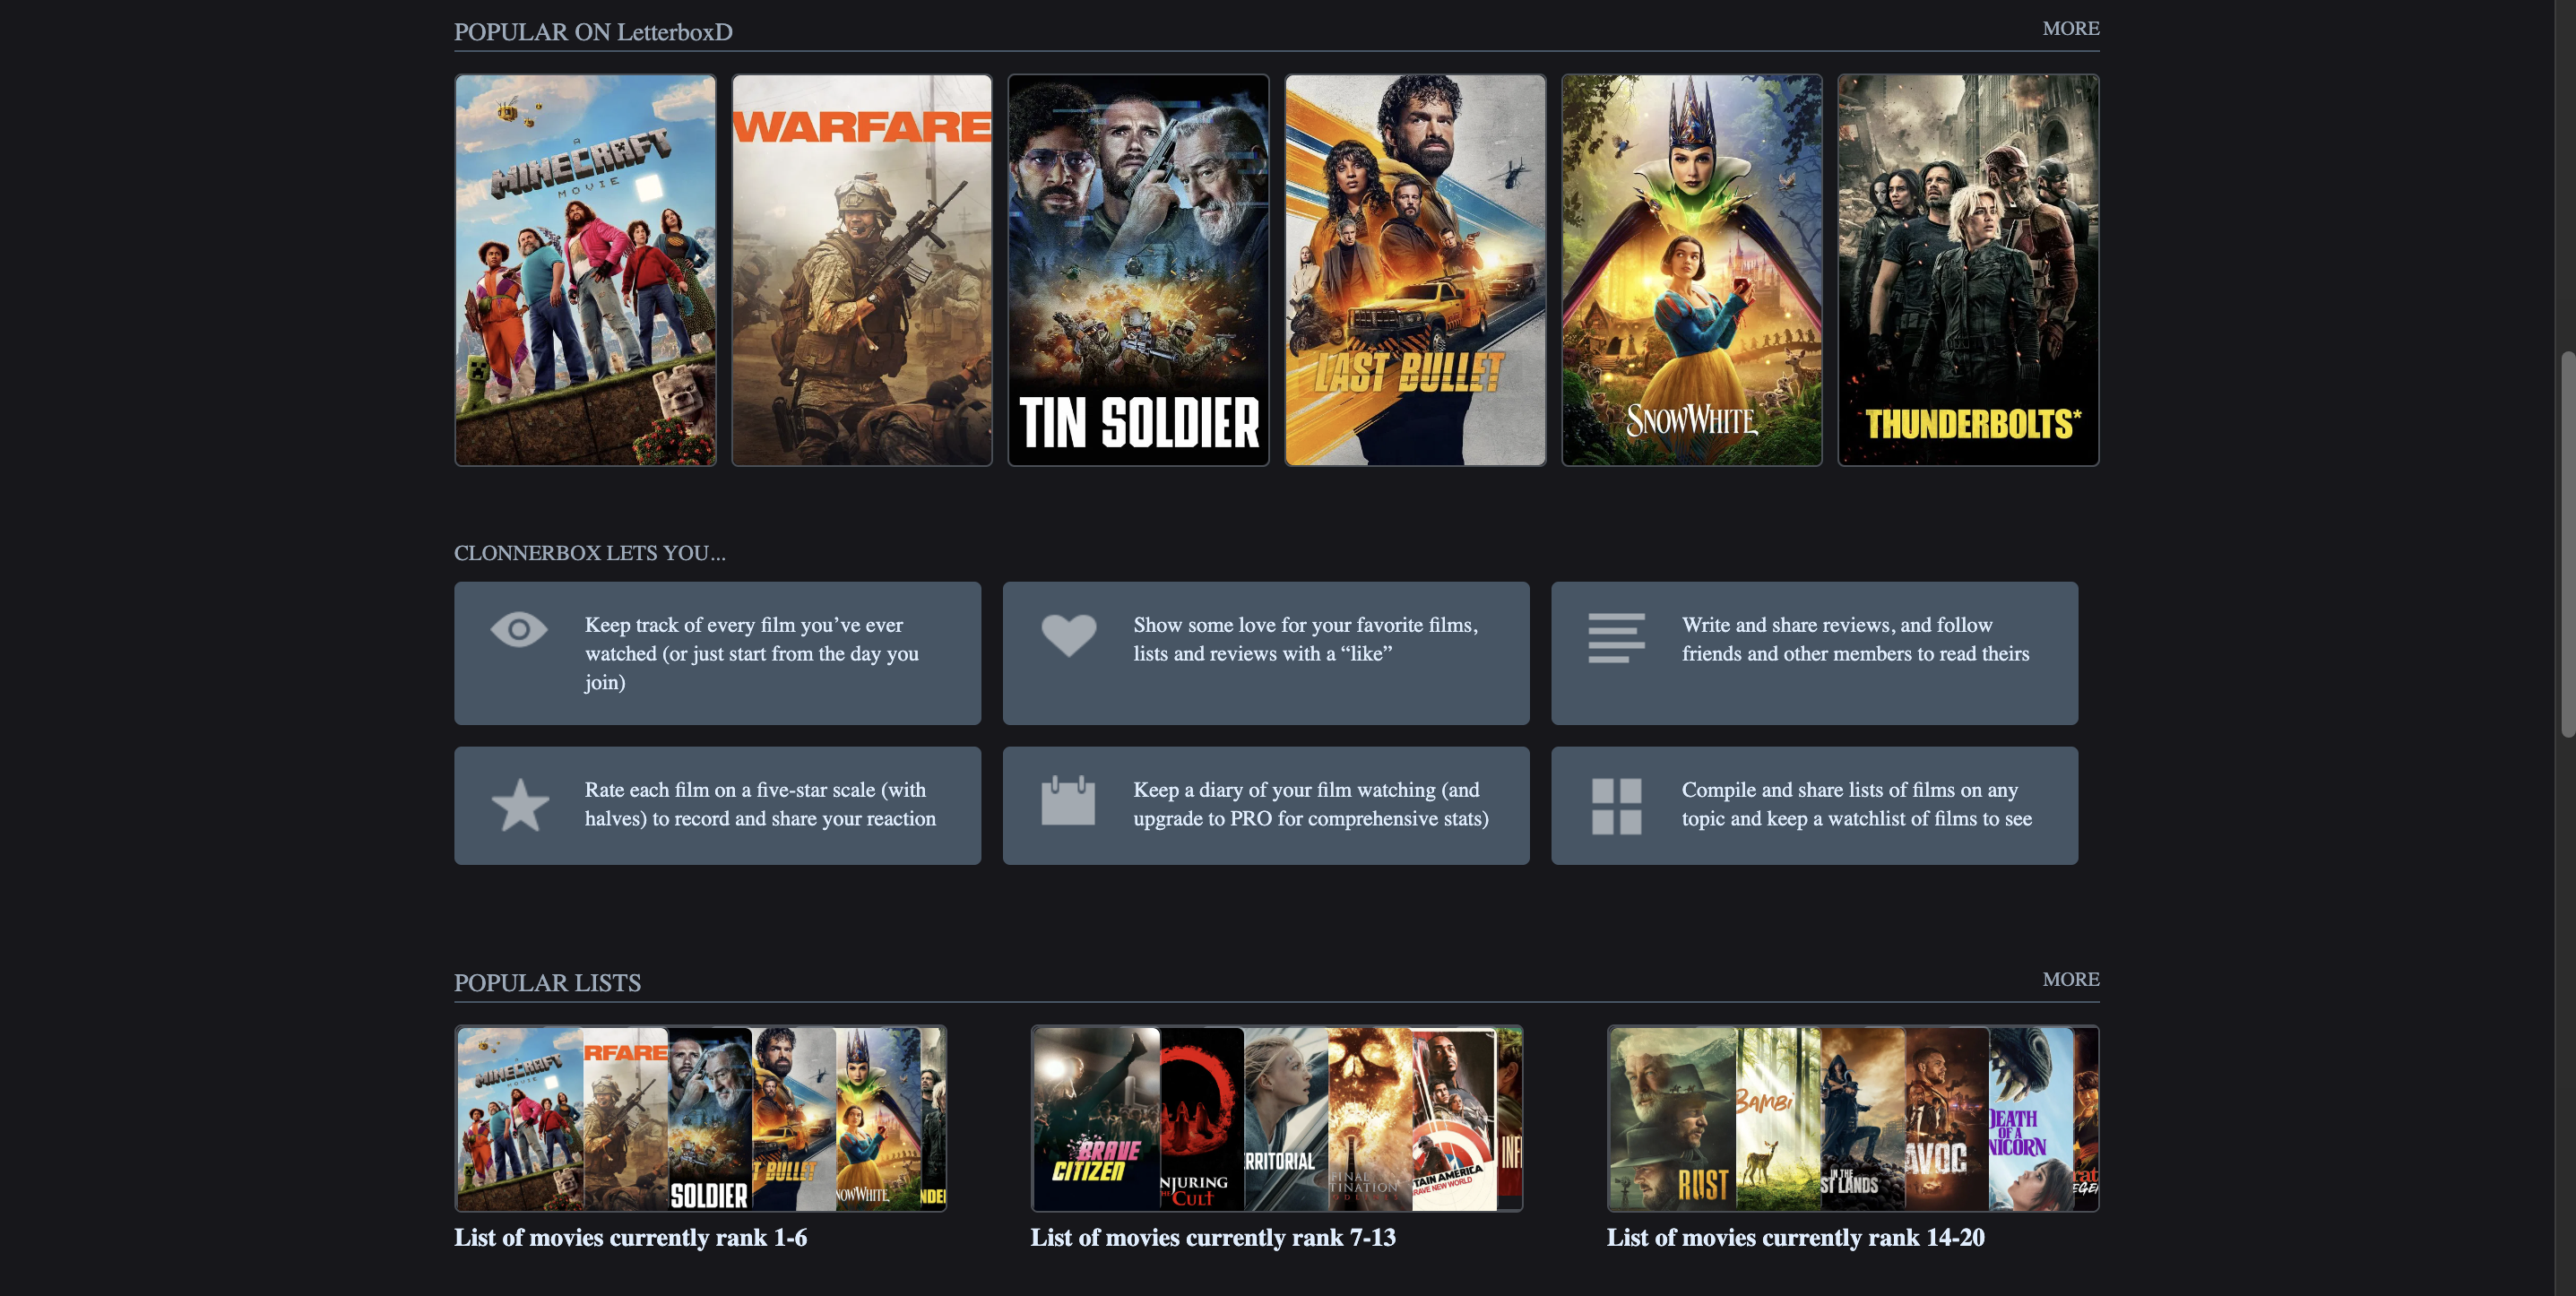 POPULAR ON LetterboxD
MORE
A
MINECRAFT
MOVIE
WARFARE
TIN SOLDIER
LAST BULLET
SNOW WHITE
THUNDERBOLTS*
CLONNERBOX LETS YOU...
Keep track of every film you’ve ever
watched (or just start from the day you
join)
Show some love for your favorite films,
lists and reviews with a “like”
Write and share reviews, and follow
friends and other members to read theirs
Rate each film on a five-star scale (with
halves) to record and share your reaction
Keep a diary of your film watching (and
upgrade to PRO for comprehensive stats)
Compile and share lists of films on any
topic and keep a watchlist of films to see
POPULAR LISTS
MORE
MINECRAFT
MOVIE
RFARE
SOLDIER
T BULLET
NOW WHITE
NDE
BRAVE
CITIZEN
NJURING
THE CULT
RRITORIAL
FINAL
TINATION
TAIN AMERICA
BRAVE NEW WORLD
INF
RUST
BAMBI
IN THE
ST LANDS
AVOC
DEATH
OF A
NICORN
rat
EGE
List of movies currently rank 1-6
List of movies currently rank 7-13
List of movies currently rank 14-20